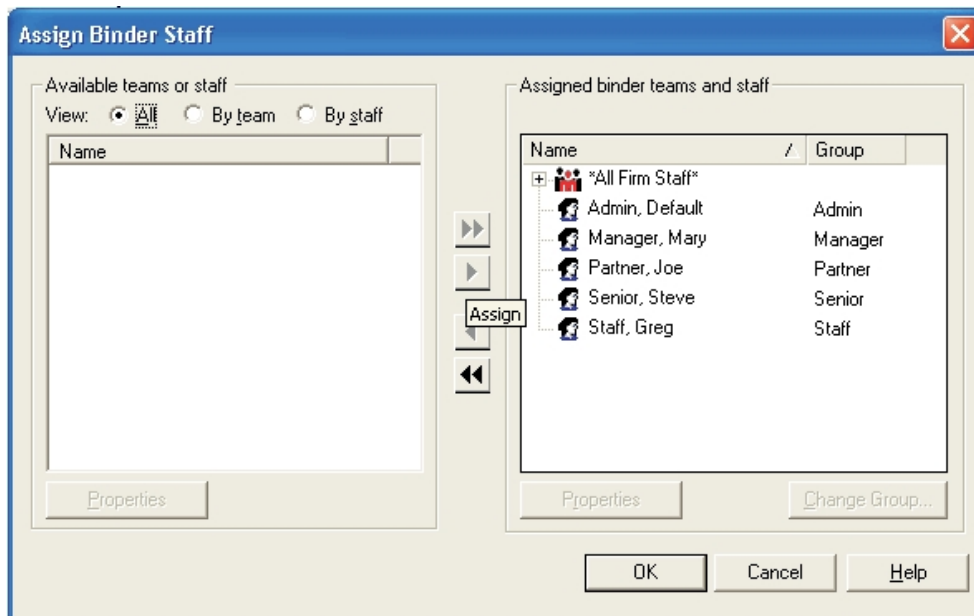 Assign Binder Staff
Available teams or staff
View: All By team By staff
Name
Properties
Assign
Assigned binder teams and staff
Name Group
*All Firm Staff*
Admin, Default Admin
Manager, Mary Manager
Partner, Joe Partner
Senior, Steve Senior
Staff, Greg Staff
Properties Change Group...
OK Cancel Help